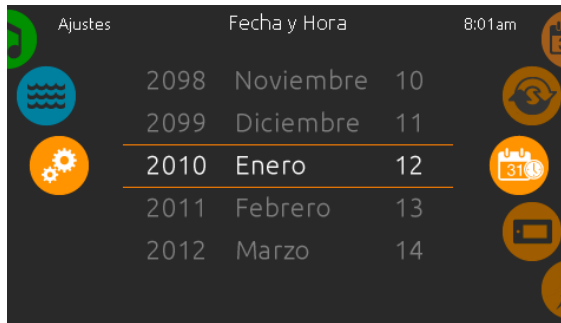 Ajustes Fecha y Hora 8:01am
2098 Noviembre 10
2099 Diciembre 11
2010 Enero 12
31
2011 Febrero 13
2012 Marzo 14